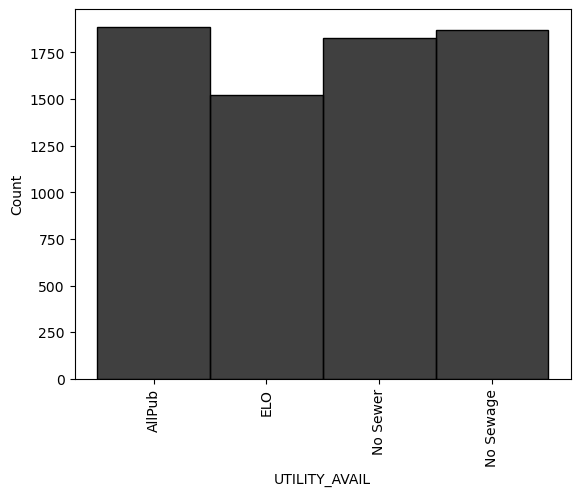 Count
1750
1500
1250
1000
750
500
250
0
AllPub
ELO
No Sewer
No Sewage
UTILITY_AVAIL